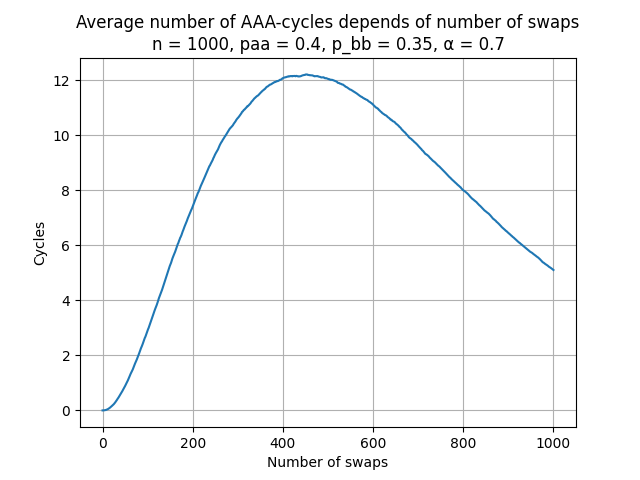 Average number of AAA-cycles depends of number of swaps
n = 1000, paa = 0.4, p_bb = 0.35, α = 0.7
12
10
8
6
4
2
0
Cycles
0 200 400 600 800 1000
Number of swaps